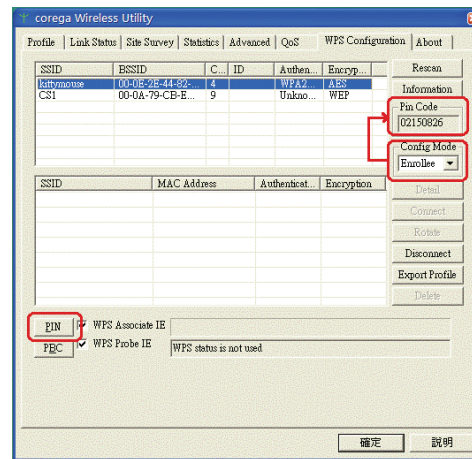 corega Wireless Utility
Profile Link Status Site Survey Statistics Advanced QoS WPS Configuration About
SSID BSSID C... ID Authen... Encryp...
kittymouse 00-0E-2E-44-82-... 4 WPA2... AES
CS1 00-0A-79-CB-E... 9 Unkno... WEP
Rescan
Information
Pin Code
02150826
Config Mode
Enrollee
SSID MAC Address Authenticat... Encryption
Detail
Connect
Rotate
Disconnect
Export Profile
Delete
PIN WPS Associate IE
PBC WPS Probe IE WPS status is not used
確定 説明